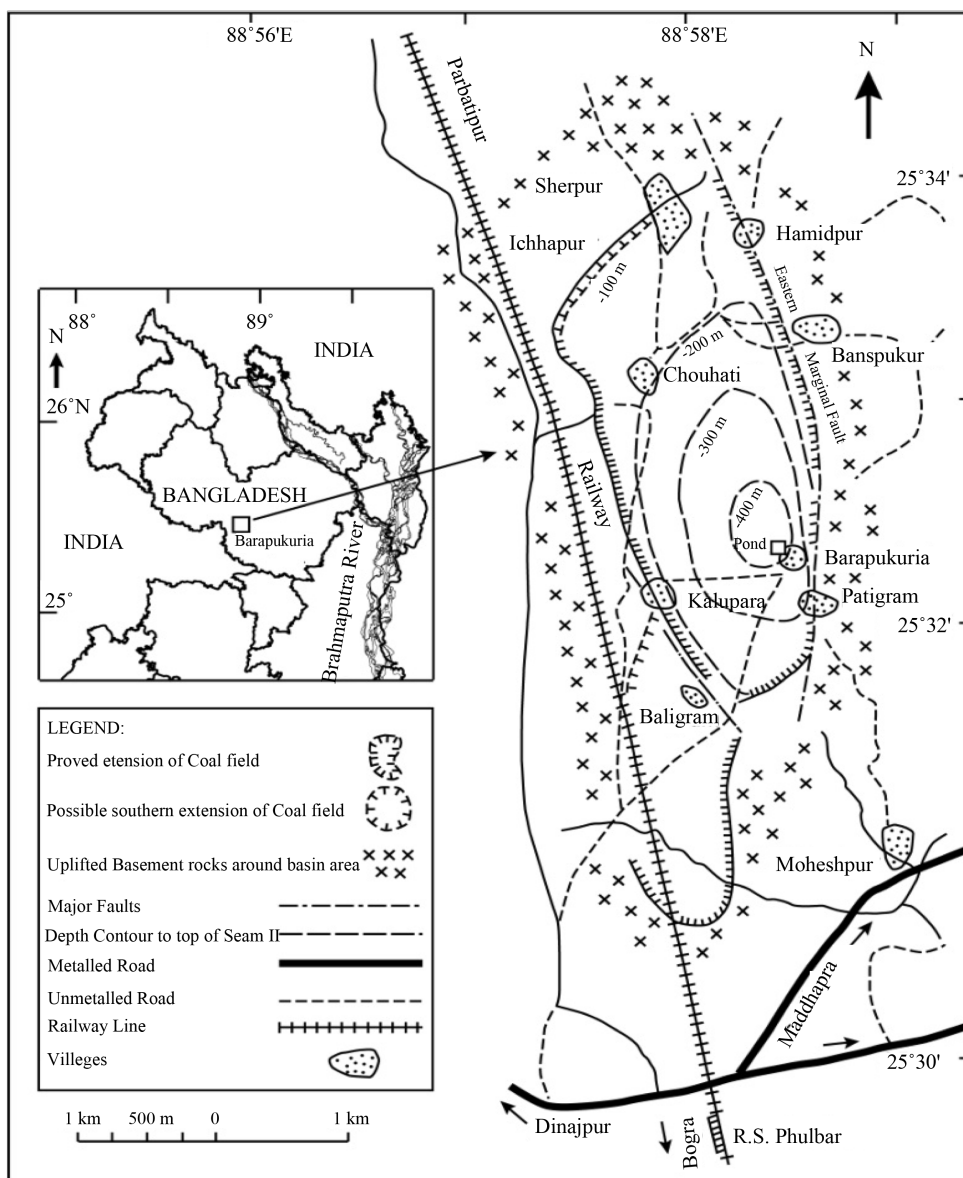 88˚56'E
88˚58'E
N
Parbatipur
25˚34'
Sherpur
Ichhapur
Hamidpur
-100 m
Eastern
Marginal Fault
-200 m
Banspukur
Chouhati
-300 m
-400 m
Railway
Pond
Barapukuria
Kalupara
Patigram
25˚32'
Baligram
Moheshpur
Maddhapra
25˚30'
Dinajpur
Bogra
R.S. Phulbar
88˚
89˚
N
INDIA
26˚N
BANGLADESH
Barapukuria
INDIA
25˚
Brahmaputra River
LEGEND:
Proved etension of Coal field
Possible southern extension of Coal field
Uplifted Basement rocks around basin area
Major Faults
Depth Contour to top of Seam II
Metalled Road
Unmetalled Road
Railway Line
Villeges
1 km 500 m 0 1 km